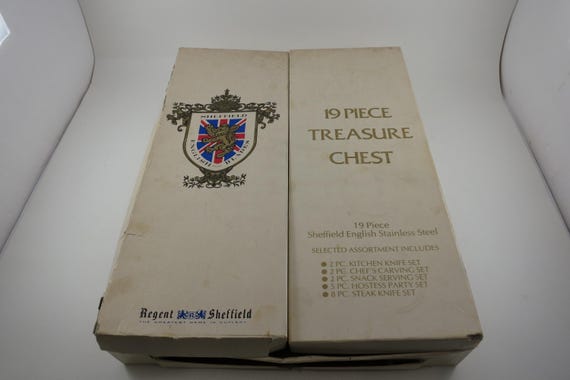 SHEFFIELD
ENGLISH BLADES
Regent Sheffield
THE GREATEST NAME IN CUTLERY
19 PIECE
TREASURE
CHEST
19 Piece
Sheffield English Stainless Steel
SELECTED ASSORTMENT INCLUDES
● 2 PC. KITCHEN KNIFE SET
● 2 PC. CHEF'S CARVING SET
● 2 PC. SNACK SERVING SET
● 5 PC. HOSTESS PARTY SET
● 8 PC. STEAK KNIFE SET